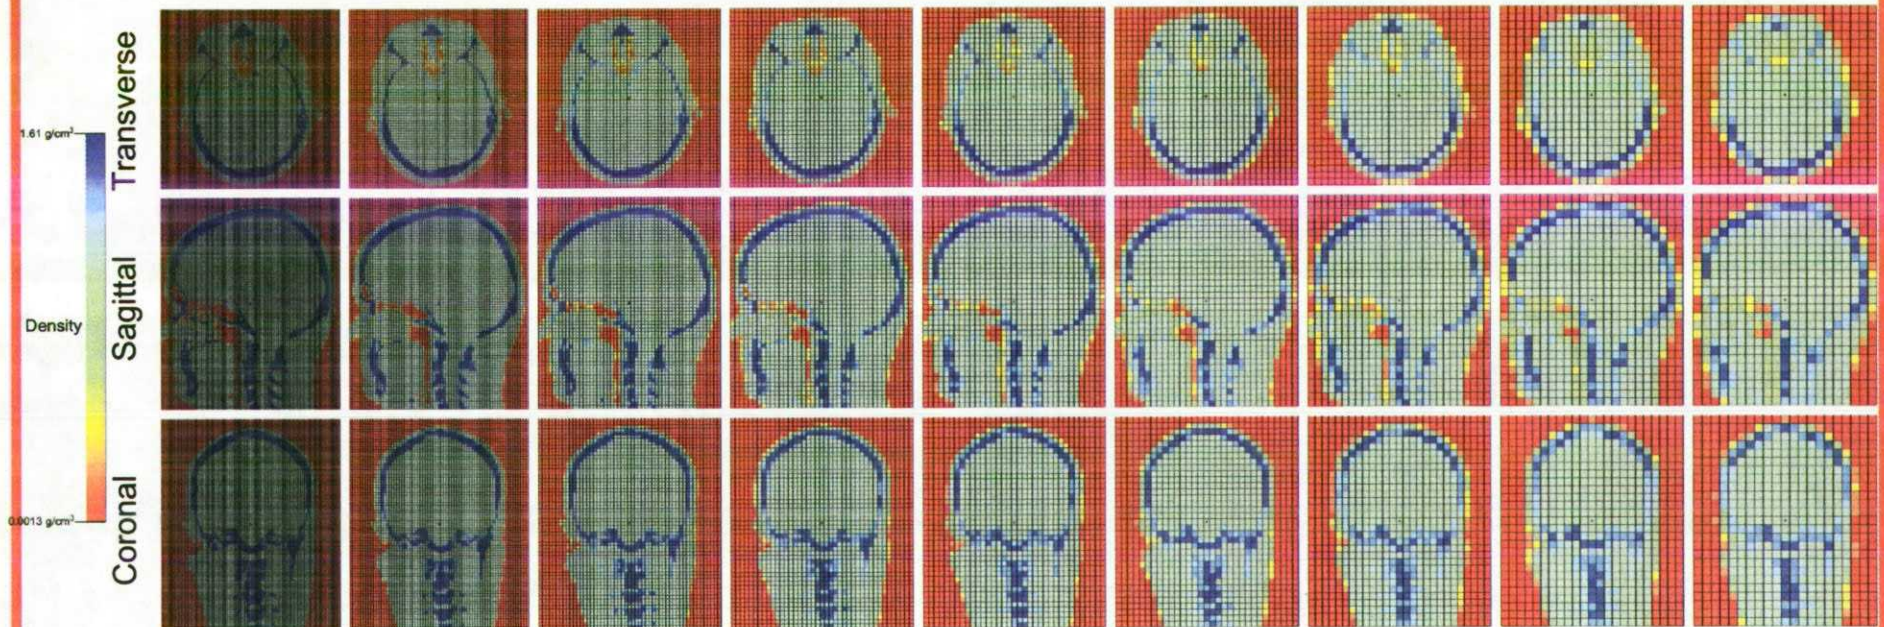 Transverse
1.61 g/cm³
Density
Sagittal
0.0013 g/cm³
Coronal